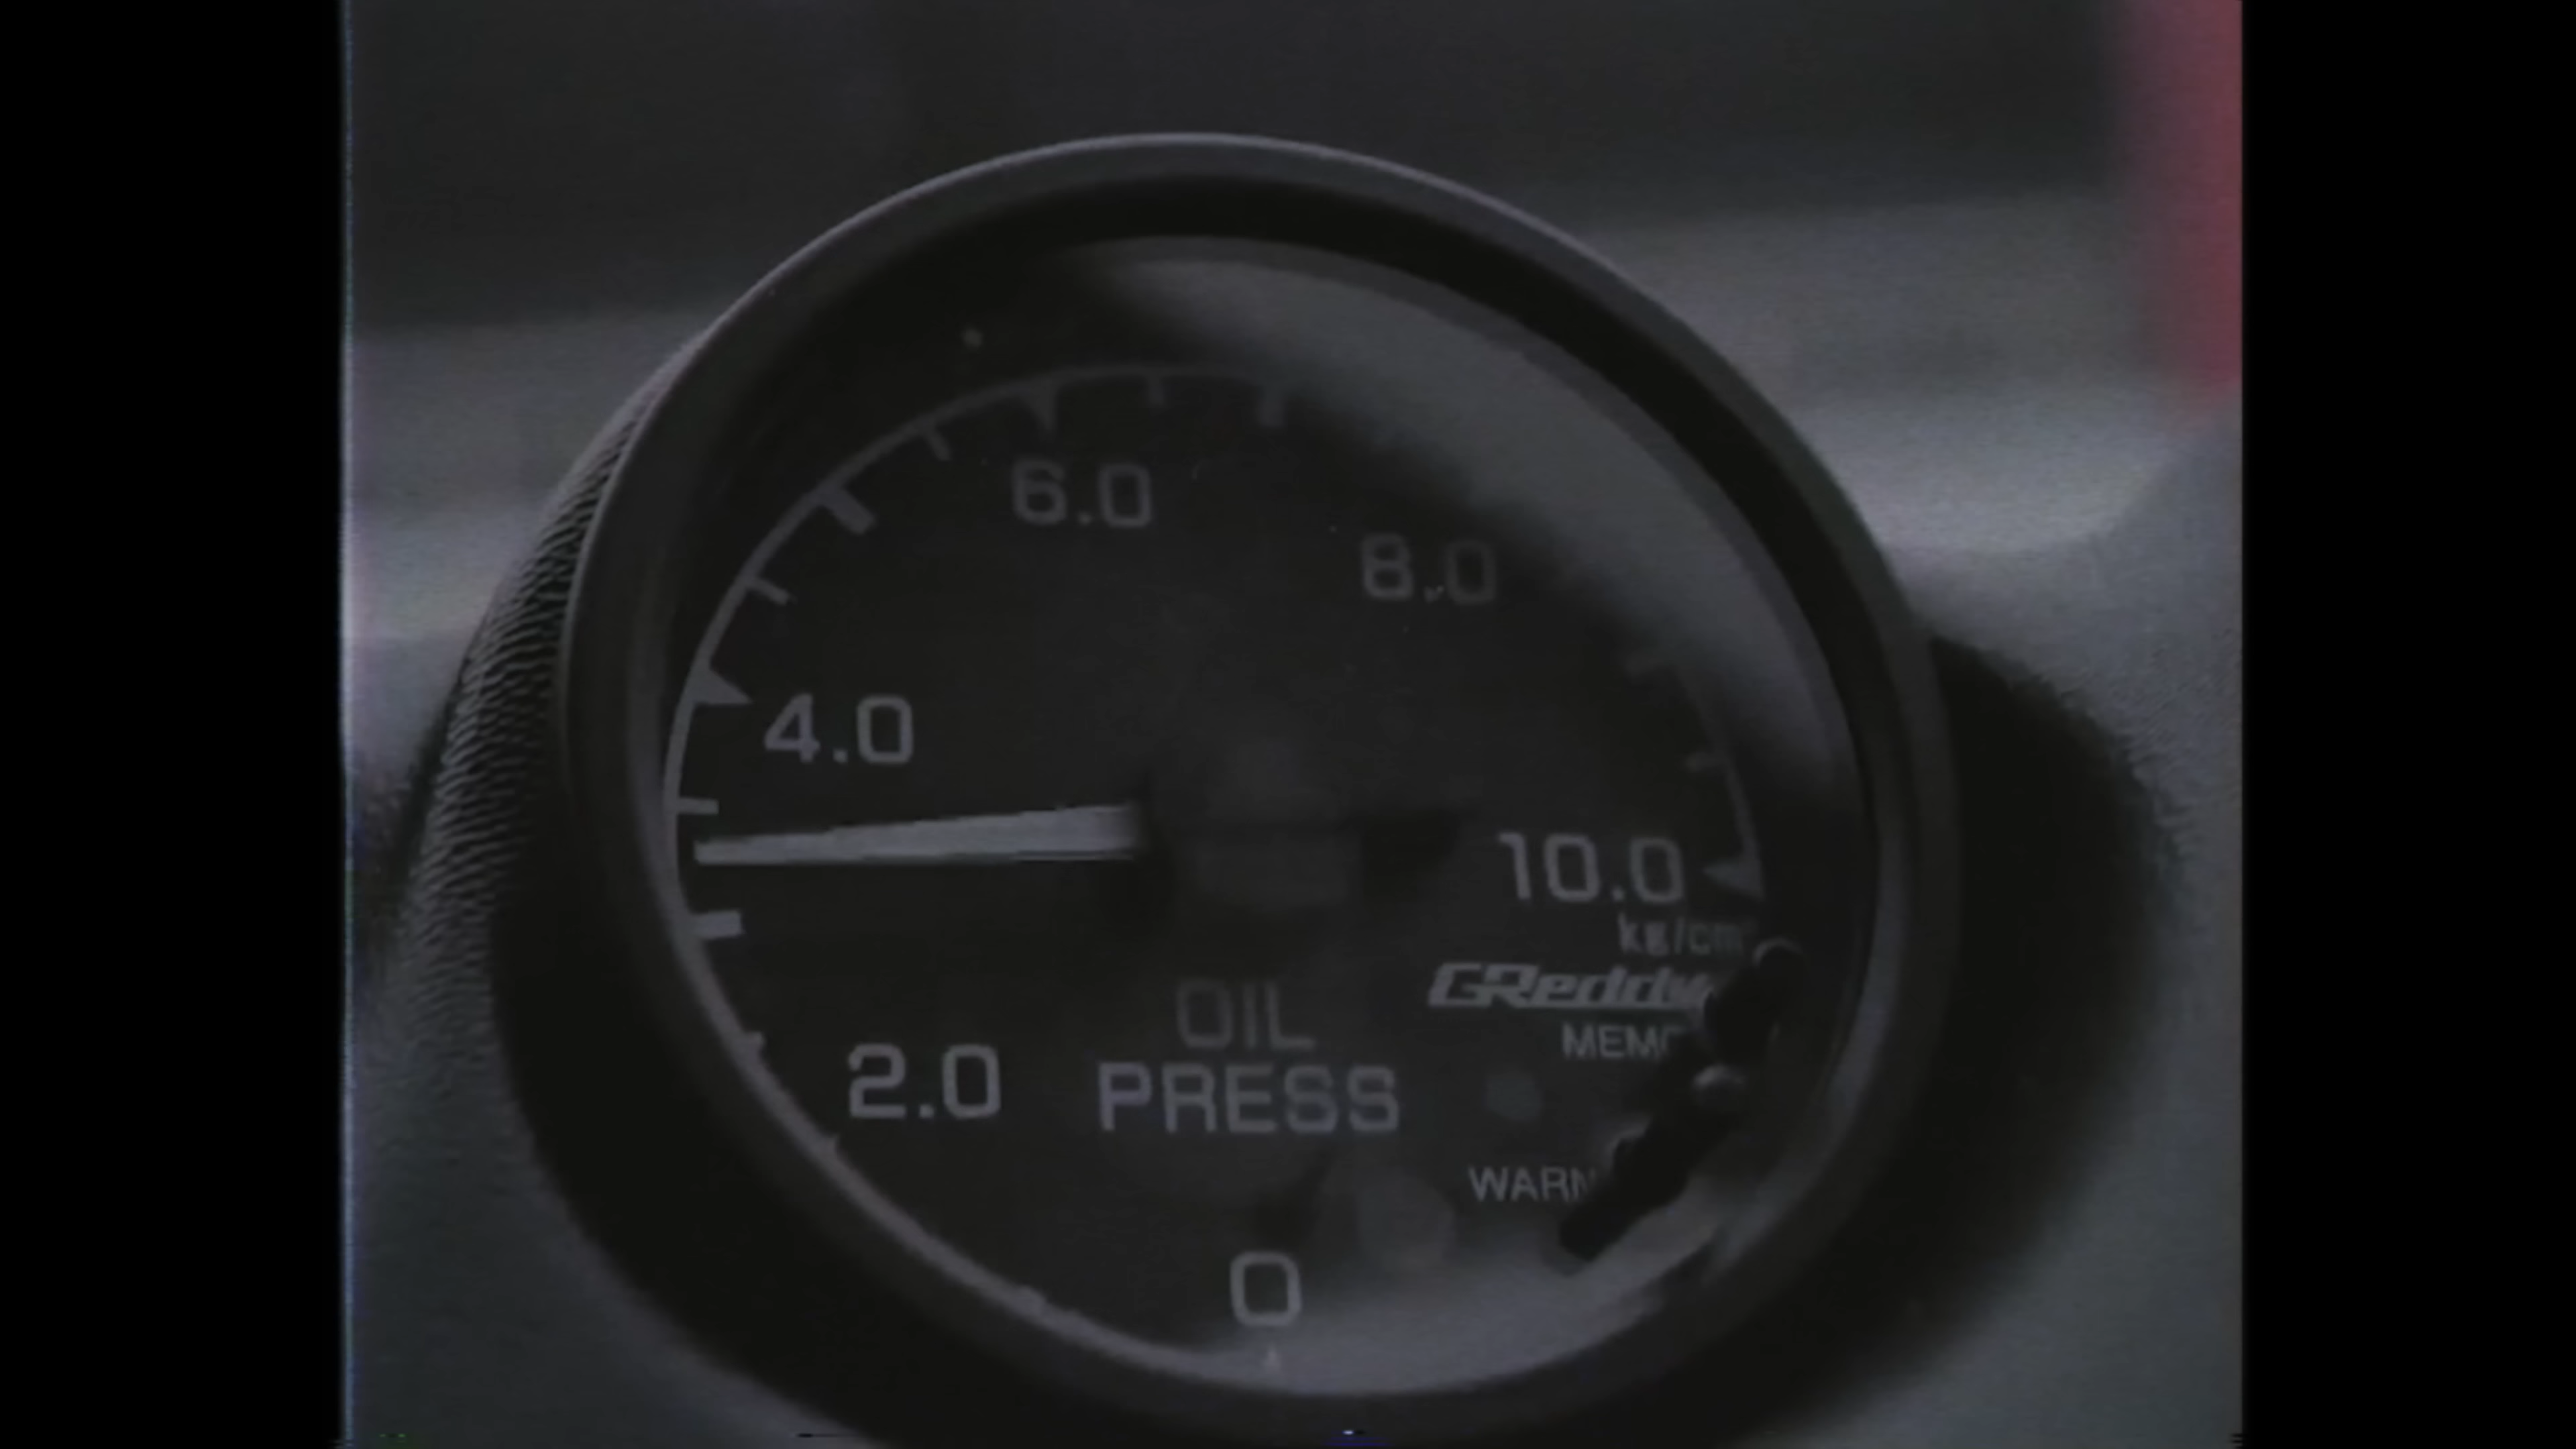 6.0
8.0
4.0
10.0
kg/cm²
GReddy
MEMO
OIL
2.0
PRESS
WARN
0